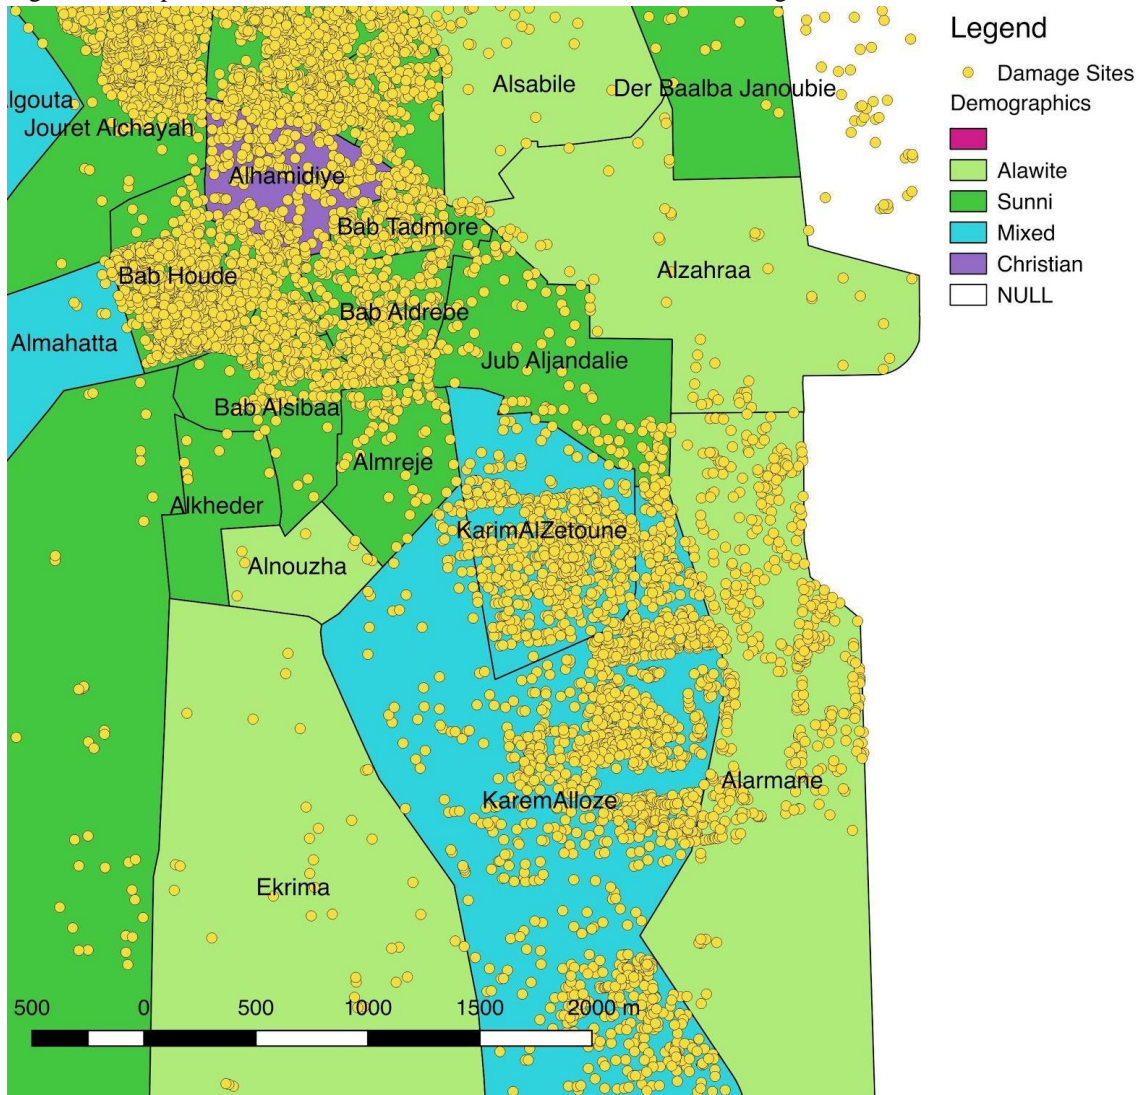 Legend
Damage Sites
Demographics
Alawite
Sunni
Mixed
Christian
NULL
Alsabile
Der Baalba Janoubie
lgouta
Jouret Alchayah
Alhamidiye
Bab Tadmore
Bab Houde
Alzahraa
Bab Aldrebe
Almahatta
Jub Aljandalie
Bab Alsibaa
Almreje
Alkheder
KarimAlZetoune
Alnouzha
Alarmane
KaremAlloze
Ekrima
500 0 500 1000 1500 2000 m